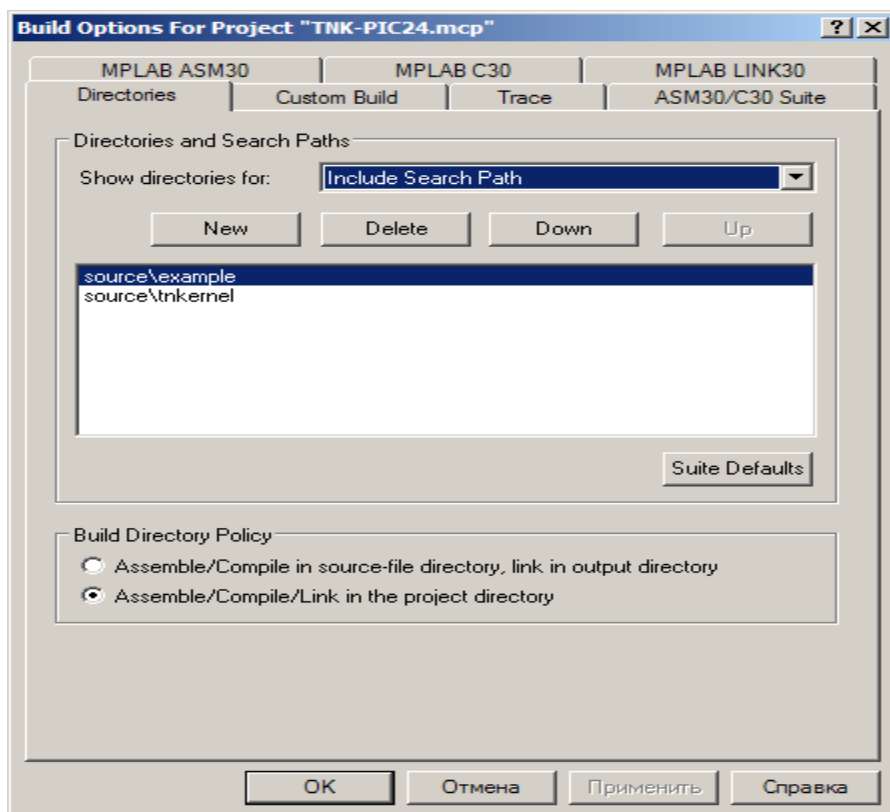 Build Options For Project "TNK-PIC24.mcp"
MPLAB ASM30 MPLAB C30 MPLAB LINK30
Directories Custom Build Trace ASM30/C30 Suite
Directories and Search Paths
Show directories for: Include Search Path
New Delete Down Up
source\example
source\tnkernel
Suite Defaults
Build Directory Policy
Assemble/Compile in source-file directory, link in output directory
Assemble/Compile/Link in the project directory
OK Отмена Применить Справка